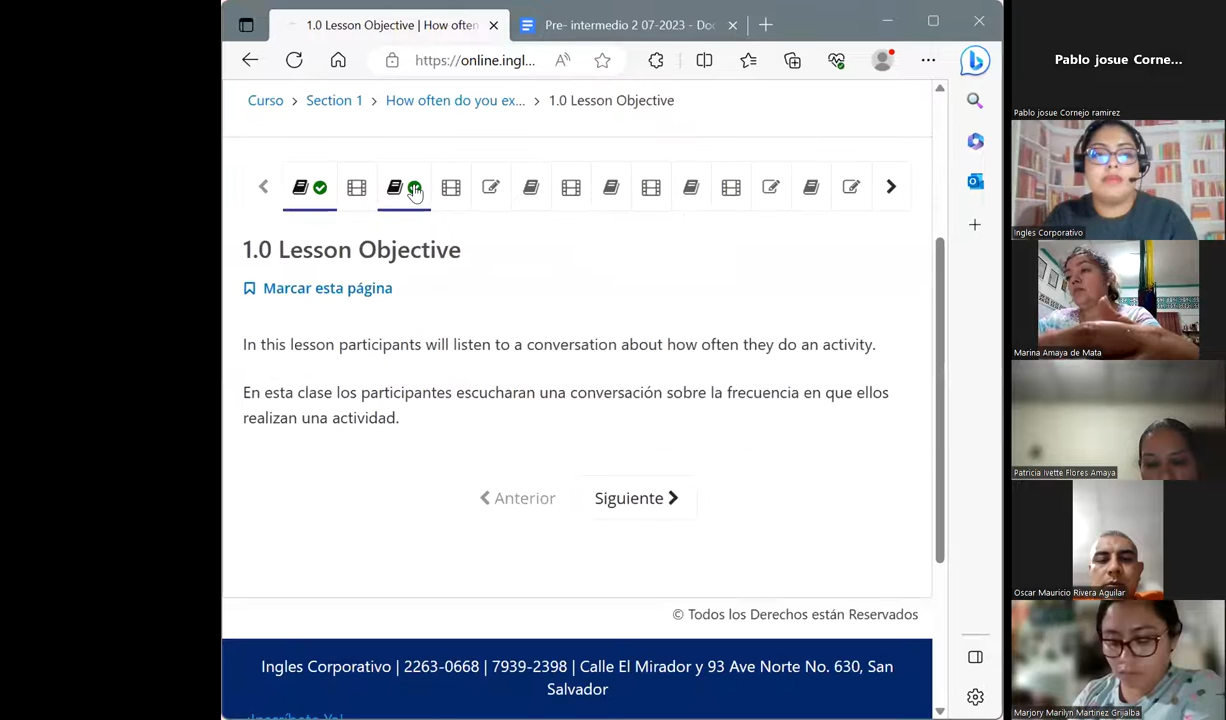 1.0 Lesson Objective | How often
Pre- intermedio 2 07-2023 - Doc
https://online.ingl...
Curso > Section 1 > How often do you ex... > 1.0 Lesson Objective
1.0 Lesson Objective
Marcar esta página
In this lesson participants will listen to a conversation about how often they do an activity.
En esta clase los participantes escucharan una conversación sobre la frecuencia en que ellos
realizan una actividad.
Anterior
Siguiente
© Todos los Derechos están Reservados
Ingles Corporativo | 2263-0668 | 7939-2398 | Calle El Mirador y 93 Ave Norte No. 630, San
Salvador
Pablo josue Corne...
Pablo josue Cornejo ramirez
Ingles Corporativo
Marina Amaya de Mata
Patricia Ivette Flores Amaya
Oscar Mauricio Rivera Aguilar
Marjory Marilyn Martinez Grijalba